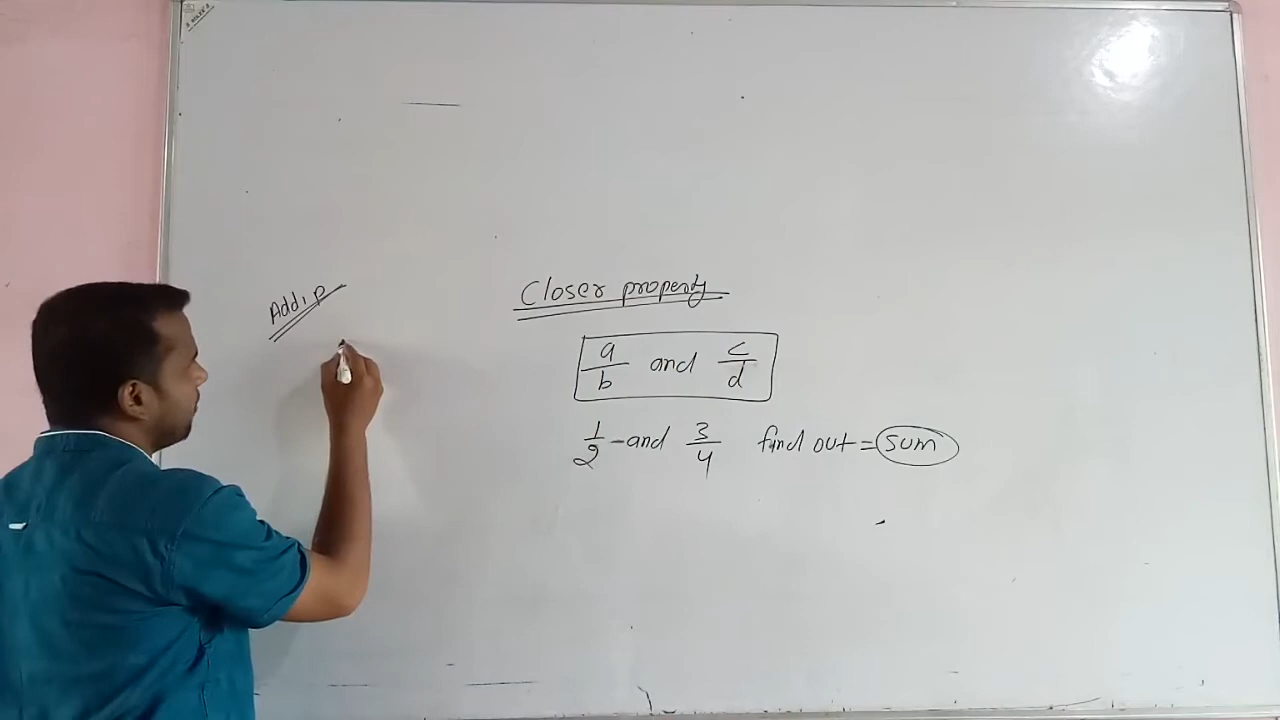 Add, P
Closer property
a/b and c/d
1/2 and 3/4 find out = sum